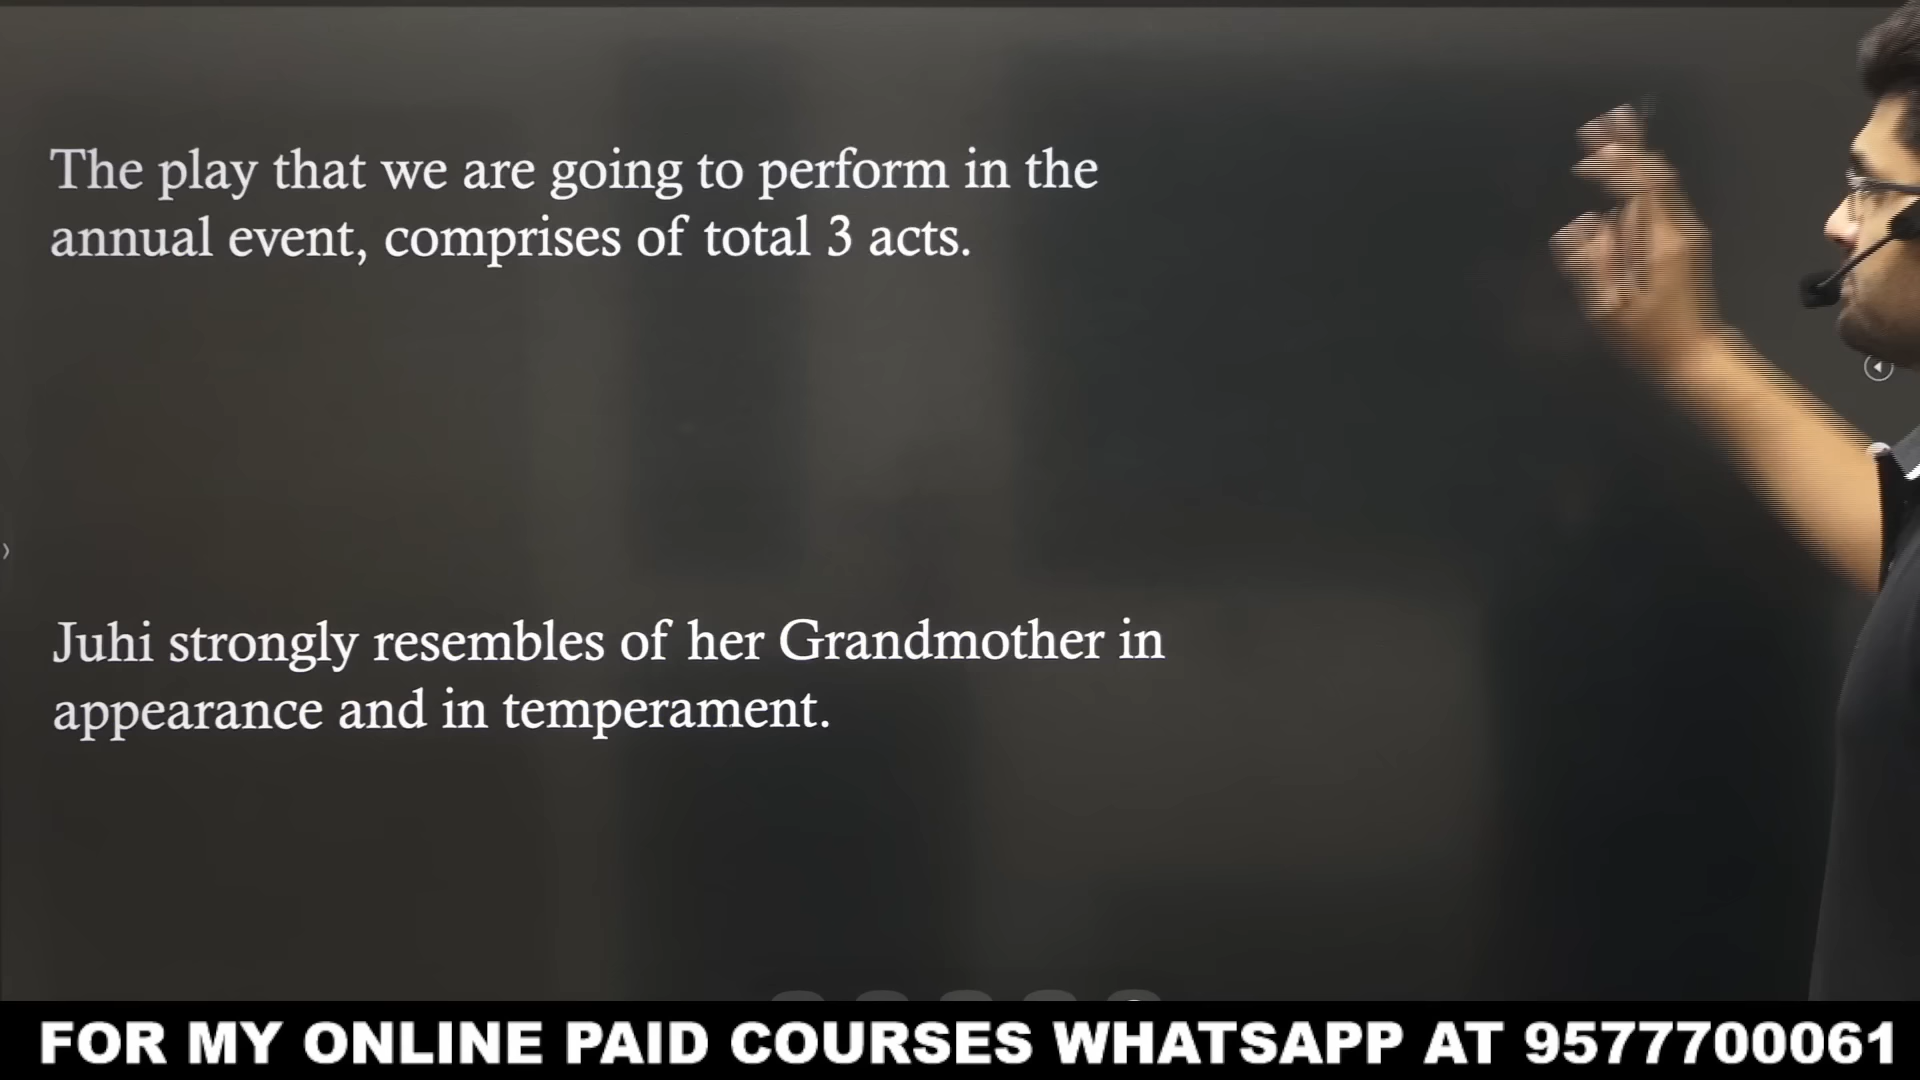 The play that we are going to perform in the
annual event, comprises of total 3 acts.
Juhi strongly resembles of her Grandmother in
appearance and in temperament.
FOR MY ONLINE PAID COURSES WHATSAPP AT 9577700061